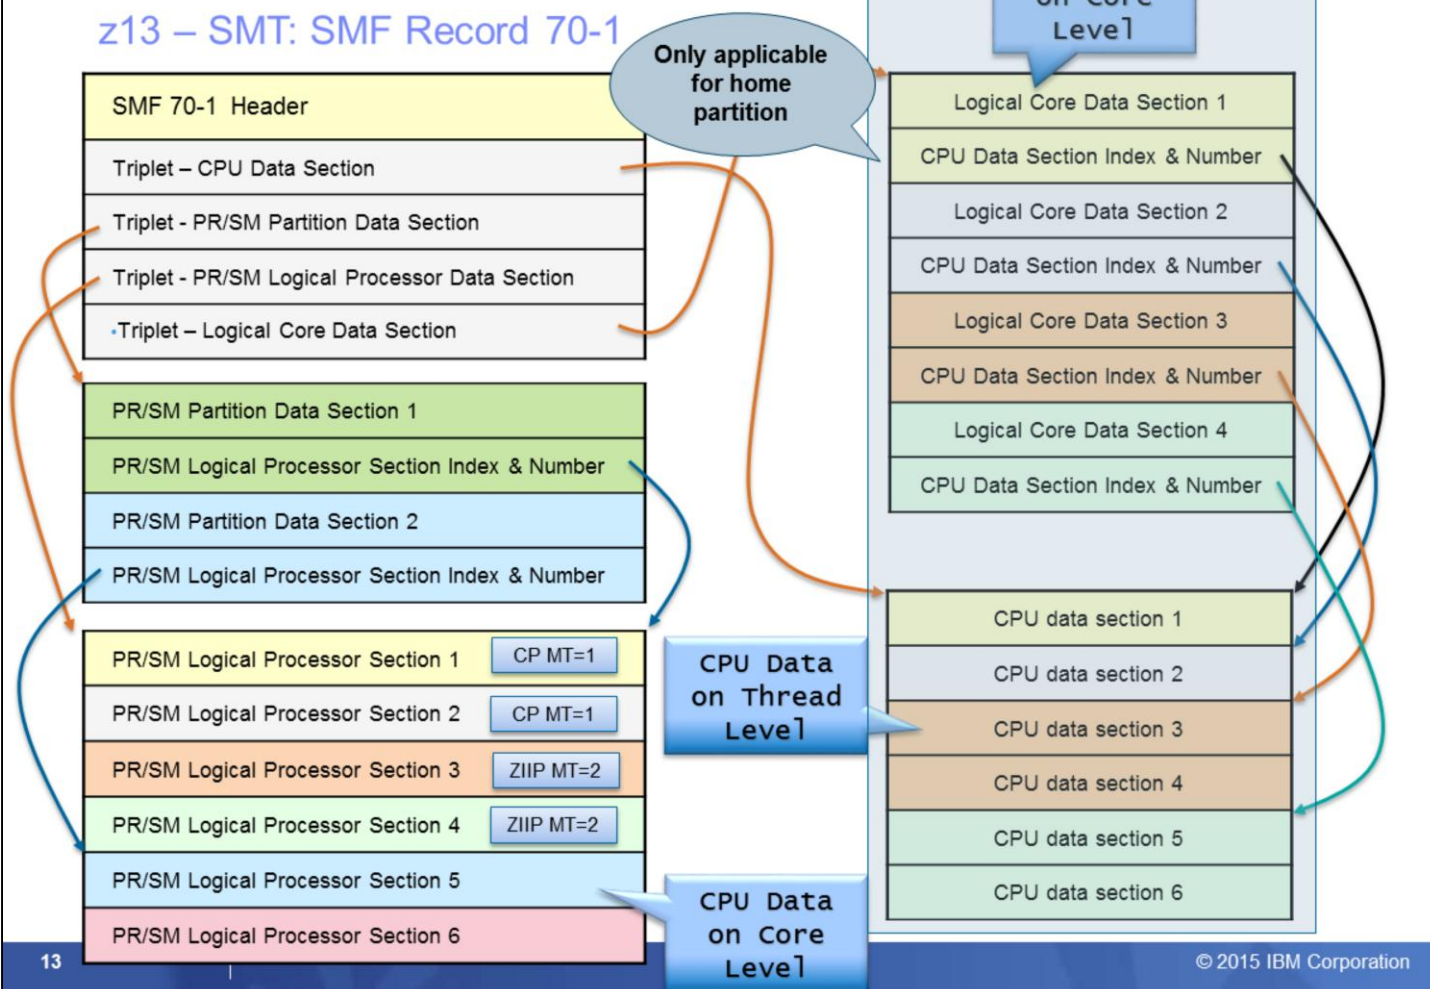 z13 – SMT: SMF Record 70-1
on Core
Level
Only applicable
for home
partition
SMF 70-1 Header
Triplet – CPU Data Section
Triplet - PR/SM Partition Data Section
Triplet - PR/SM Logical Processor Data Section
•Triplet – Logical Core Data Section
PR/SM Partition Data Section 1
PR/SM Logical Processor Section Index & Number
PR/SM Partition Data Section 2
PR/SM Logical Processor Section Index & Number
PR/SM Logical Processor Section 1
CP MT=1
PR/SM Logical Processor Section 2
CP MT=1
PR/SM Logical Processor Section 3
ZIIP MT=2
PR/SM Logical Processor Section 4
ZIIP MT=2
PR/SM Logical Processor Section 5
PR/SM Logical Processor Section 6
CPU Data
on Thread
Level
CPU Data
on Core
Level
Logical Core Data Section 1
CPU Data Section Index & Number
Logical Core Data Section 2
CPU Data Section Index & Number
Logical Core Data Section 3
CPU Data Section Index & Number
Logical Core Data Section 4
CPU Data Section Index & Number
CPU data section 1
CPU data section 2
CPU data section 3
CPU data section 4
CPU data section 5
CPU data section 6
13
© 2015 IBM Corporation